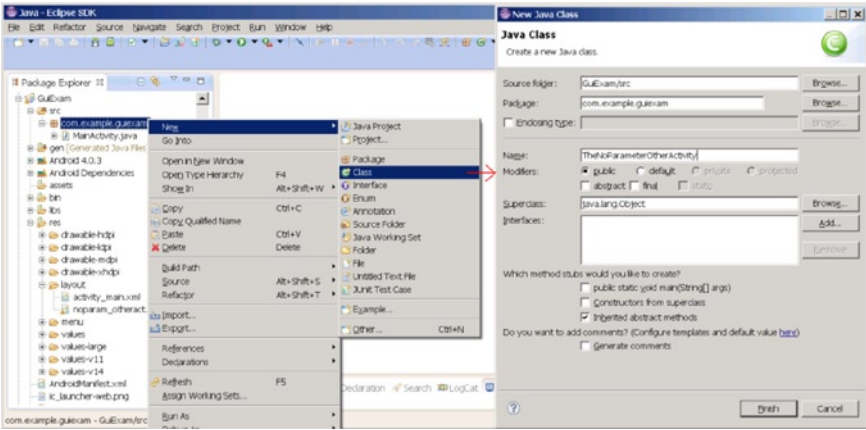 Java - Eclipse SDK
File Edit Refactor Source Navigate Search Project Run Window Help
Package Explorer
GuiExam
src
com.example.guiexam
MainActivity.java
gen [Generated Java Files
Android 4.0.3
Android Dependencies
assets
bin
libs
res
drawable-hdpi
drawable-ldpi
drawable-mdpi
drawable-xhdpi
layout
activity_main.xml
noparam_otheract
menu
values
values-large
values-v11
values-v14
AndroidManifest.xml
ic_launcher-web.png
com.example.guiexam - GuiExam/src
New
Go Into
Open in New Window
Open Type Hierarchy F4
Show In Alt+Shift+W
Copy Ctrl+C
Copy Qualified Name
Paste Ctrl+V
Delete Delete
Build Path
Source Alt+Shift+S
Refactor Alt+Shift+T
Import...
Export...
References
Declarations
Refresh F5
Assign Working Sets...
Run As
Debug As
Java Project
Project...
Package
Class
Interface
Enum
Annotation
Source Folder
Java Working Set
Folder
File
Untitled Text File
JUnit Test Case
Example...
Other... Ctrl+N
Declaration Search LogCat
New Java Class
Java Class
Create a new Java class.
Source folder: GuiExam/src Browse...
Package: com.example.guiexam Browse...
Enclosing type: Browse...
Name: TheNoParameterOtherActivity
Modifiers: public default private protected
abstract final static
Superclass: java.lang.Object Browse...
Interfaces: Add...
Remove
Which method stubs would you like to create?
public static void main(String[] args)
Constructors from superclass
Inherited abstract methods
Do you want to add comments? (Configure templates and default value here)
Generate comments
? Finish Cancel